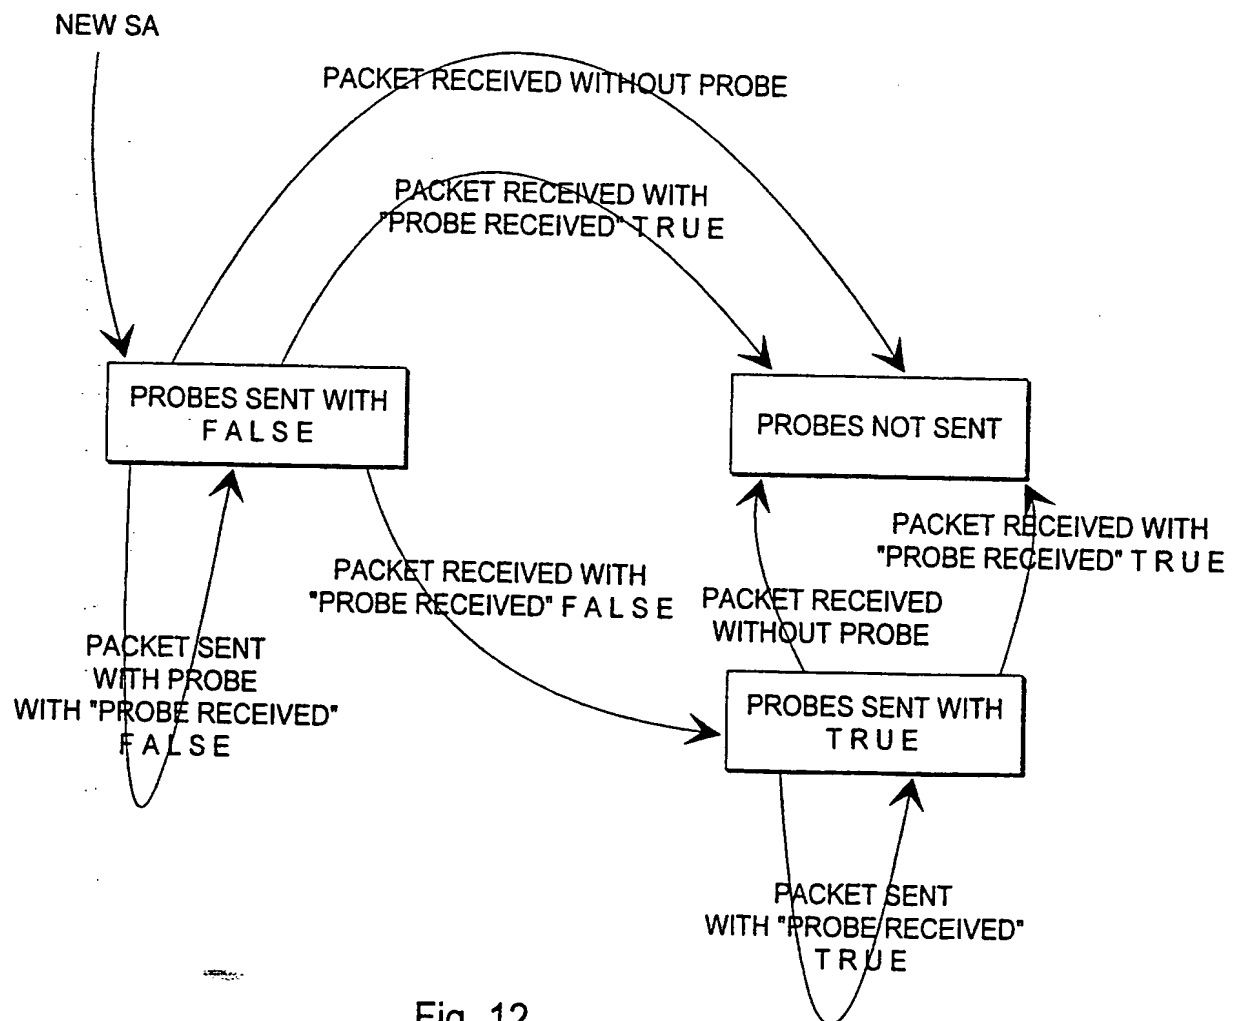 NEW SA
PACKET RECEIVED WITHOUT PROBE
PACKET RECEIVED WITH
"PROBE RECEIVED" T R U E
PROBES SENT WITH
F A L S E
PROBES NOT SENT
PACKET RECEIVED WITH
"PROBE RECEIVED" T R U E
PACKET RECEIVED WITH
"PROBE RECEIVED" F A L S E
PACKET RECEIVED
WITHOUT PROBE
PACKET SENT
WITH PROBE
WITH "PROBE RECEIVED"
F A L S E
PROBES SENT WITH
T R U E
PACKET SENT
WITH "PROBE RECEIVED"
T R U E
Fig. 12